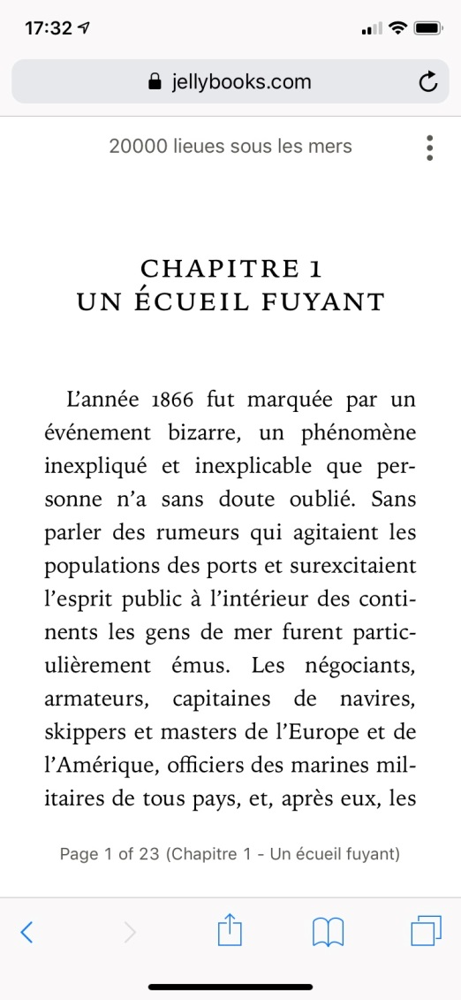 17:32
jellybooks.com
20000 lieues sous les mers
CHAPITRE 1
UN ÉCUEIL FUYANT
L’année 1866 fut marquée par un
événement bizarre, un phénomène
inexpliqué et inexplicable que per-
sonne n’a sans doute oublié. Sans
parler des rumeurs qui agitaient les
populations des ports et surexcitaient
l’esprit public à l’intérieur des conti-
nents les gens de mer furent partic-
ulièrement émus. Les négociants,
armateurs, capitaines de navires,
skippers et masters de l’Europe et de
l’Amérique, officiers des marines mil-
itaires de tous pays, et, après eux, les
Page 1 of 23 (Chapitre 1 - Un écueil fuyant)